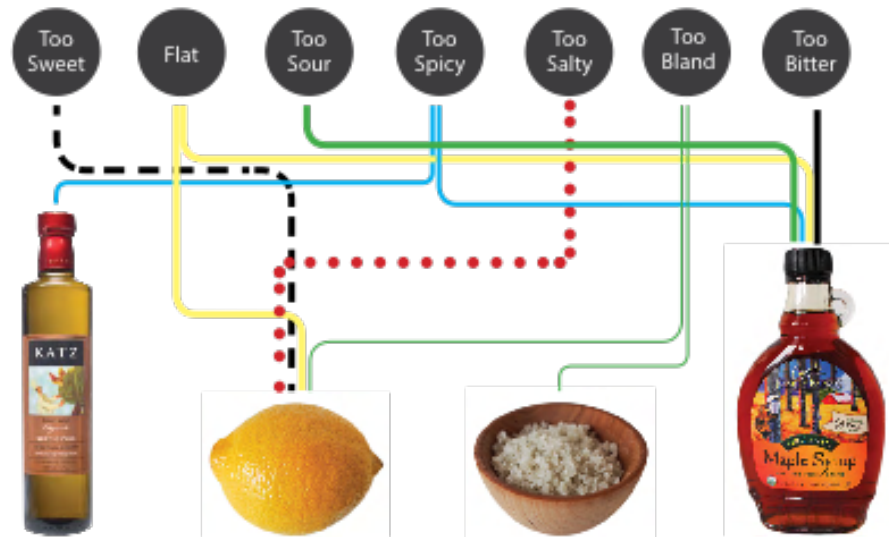 Too
Sweet
Flat
Too
Sour
Too
Spicy
Too
Salty
Too
Bland
Too
Bitter
KATZ
Maple Syrup